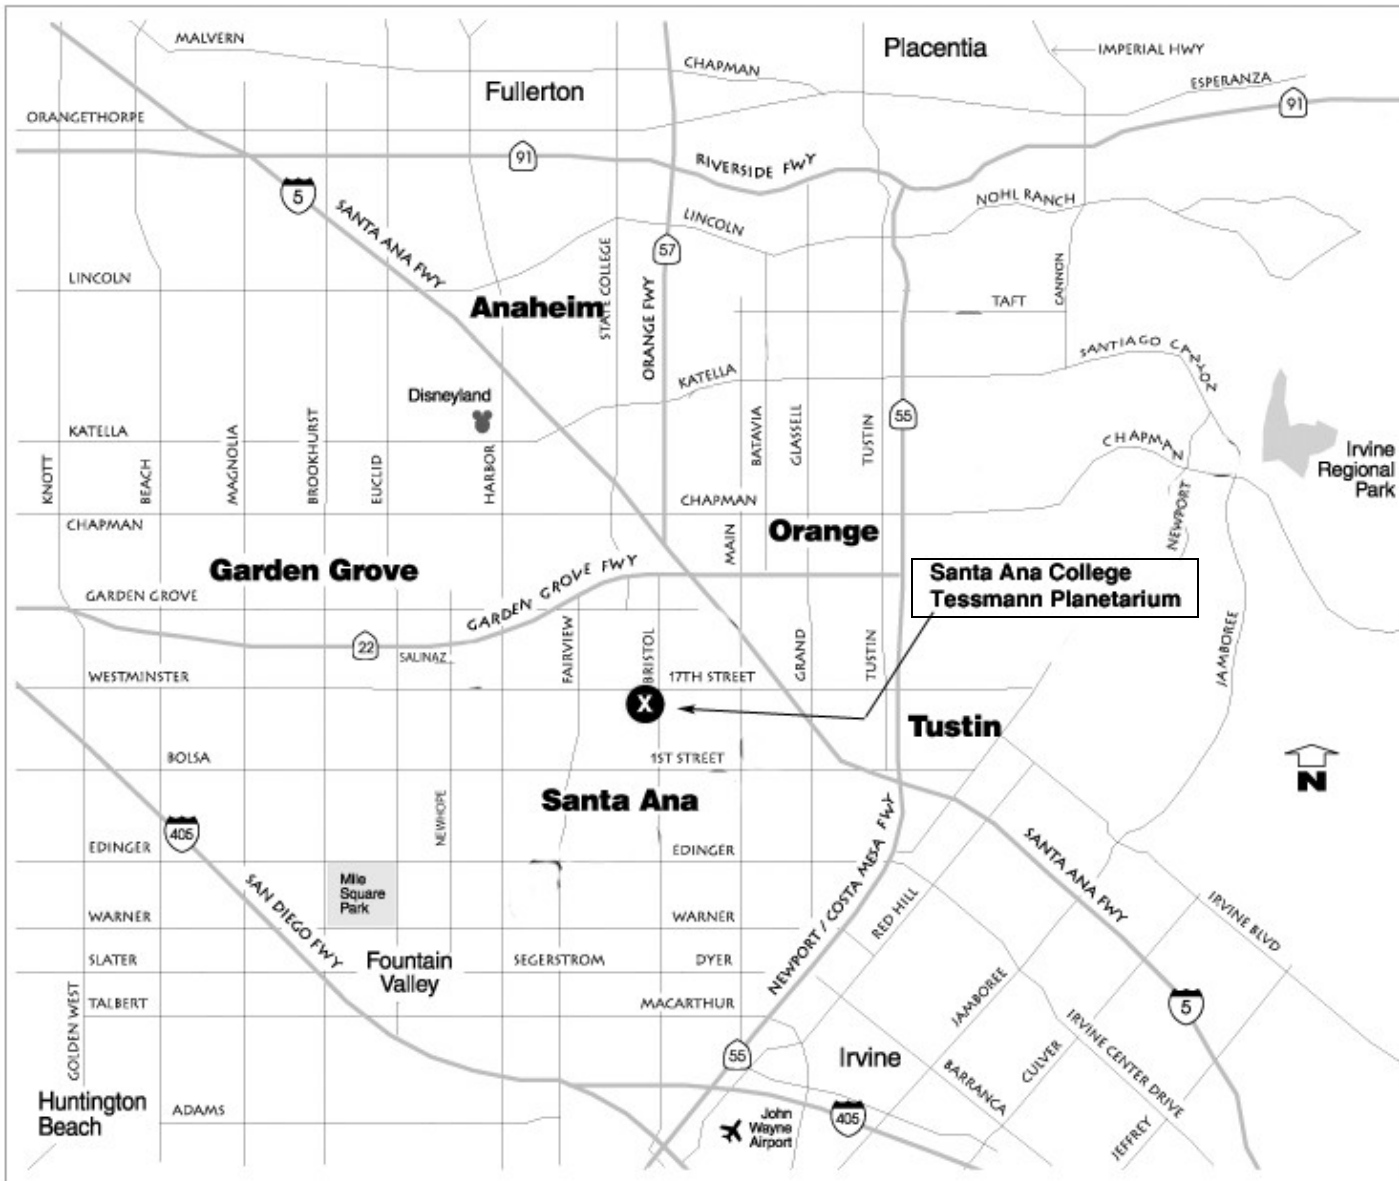 MALVERN
CHAPMAN
Placentia
IMPERIAL HWY
ESPERANZA
Fullerton
91
ORANGETHORPE
91
RIVERSIDE FWY
5
SANTA ANA FWY
NOHL RANCH
LINCOLN
57
STATE COLLEGE
ORANGE FWY
LINCOLN
CANNON
TAFT
Anaheim
SANTIAGO CANYON
KATELLA
Disneyland
55
KATELLA
KNOTT
BEACH
MAGNOLIA
BROOKHURST
EUCLID
HARBOR
BATAVIA
GLASSELL
TUSTIN
CHAPMAN
Irvine
Regional
Park
NEWPORT
CHAPMAN
CHAPMAN
MAIN
Orange
Garden Grove
GARDEN GROVE FWY
Santa Ana College
Tessmann Planetarium
GARDEN GROVE
22
SALINAZ
FAIRVIEW
BRISTOL
GRAND
TUSTIN
JAMBOREE
WESTMINSTER
17TH STREET
X
Tustin
BOLSA
1ST STREET
N
Santa Ana
405
NEWHOPE
EDINGER
EDINGER
NEWPORT / COSTA MESA FWY
SANTA ANA FWY
SAN DIEGO FWY
Mile
Square
Park
RED HILL
IRVINE BLVD
WARNER
WARNER
SLATER
Fountain
Valley
SEGERSTROM
DYER
GOLDEN WEST
TALBERT
MACARTHUR
JAMBOREE
5
55
Irvine
BARRANCA
CULVER
IRVINE CENTER DRIVE
JEFFREY
Huntington
Beach
ADAMS
John
Wayne
Airport
405